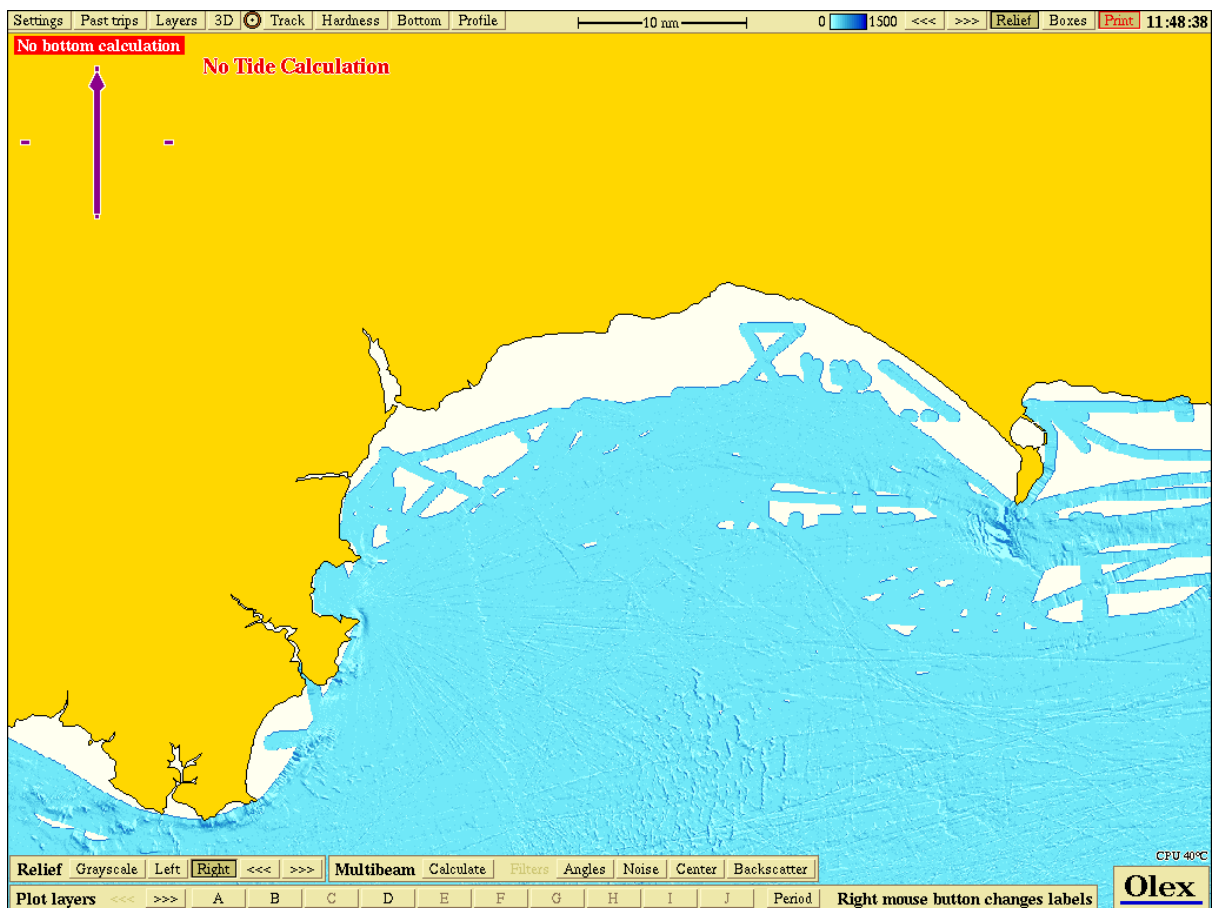 Settings Past trips Layers 3D Track Hardness Bottom Profile 10 nm 0 1500 <<< >>> Relief Boxes Print 11:48:38
No bottom calculation
No Tide Calculation
CPU 40°C
Relief Grayscale Left Right <<< >>> Multibeam Calculate Filters Angles Noise Center Backscatter
Olex
Plot layers <<< >>> A B C D E F G H I J Period Right mouse button changes labels